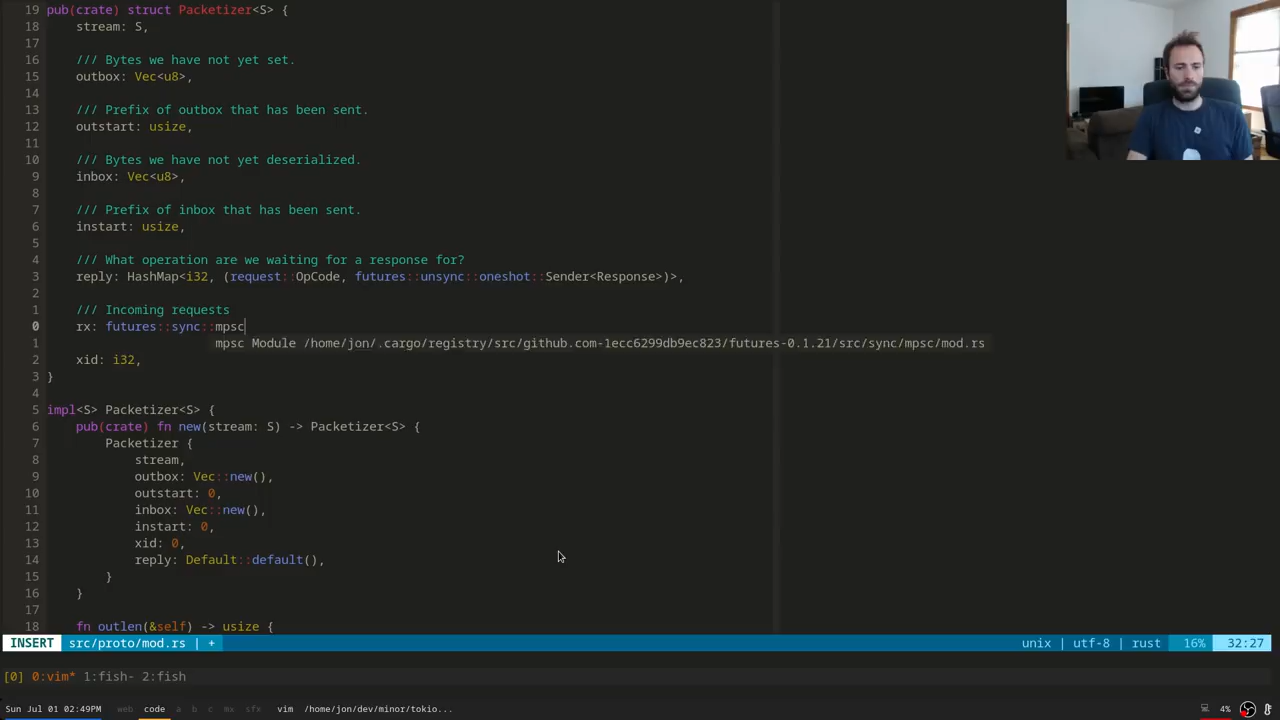 19 pub(crate) struct Packetizer<S> {
18     stream: S,
17
16     /// Bytes we have not yet set.
15     outbox: Vec<u8>,
14
13     /// Prefix of outbox that has been sent.
12     outstart: usize,
11
10     /// Bytes we have not yet deserialized.
9     inbox: Vec<u8>,
8
7     /// Prefix of inbox that has been sent.
6     instart: usize,
5
4     /// What operation are we waiting for a response for?
3     reply: HashMap<i32, (request::OpCode, futures::unsync::oneshot::Sender<Response>)>,
2
1     /// Incoming requests
0     rx: futures::sync::mpsc
1     mpsc Module /home/jon/.cargo/registry/src/github.com-1ecc6299db9ec823/futures-0.1.21/src/sync/mpsc/mod.rs
2     xid: i32,
3 }
4
5 impl<S> Packetizer<S> {
6     pub(crate) fn new(stream: S) -> Packetizer<S> {
7         Packetizer {
8             stream,
9             outbox: Vec::new(),
10             outstart: 0,
11             inbox: Vec::new(),
12             instart: 0,
13             xid: 0,
14             reply: Default::default(),
15         }
16     }
17
18     fn outlen(&self) -> usize {
INSERT src/proto/mod.rs | + unix | utf-8 | rust 16% 32:27
[0] 0:vim* 1:fish- 2:fish
Sun Jul 01 02:49PM web code a b c mx sfx vim /home/jon/dev/minor/tokio... 4%